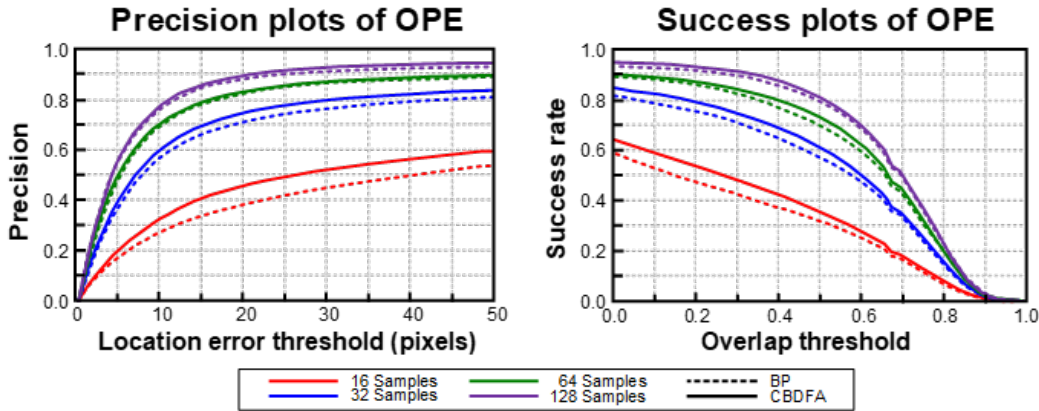 Precision plots of OPE
Success plots of OPE
1.0
0.8
0.6
0.4
0.2
0.0
Precision
0 10 20 30 40 50
Location error threshold (pixels)
1.0
0.8
0.6
0.4
0.2
0.0
Success rate
0.0 0.2 0.4 0.6 0.8 1.0
Overlap threshold
16 Samples
64 Samples
BP
32 Samples
128 Samples
CBDFA